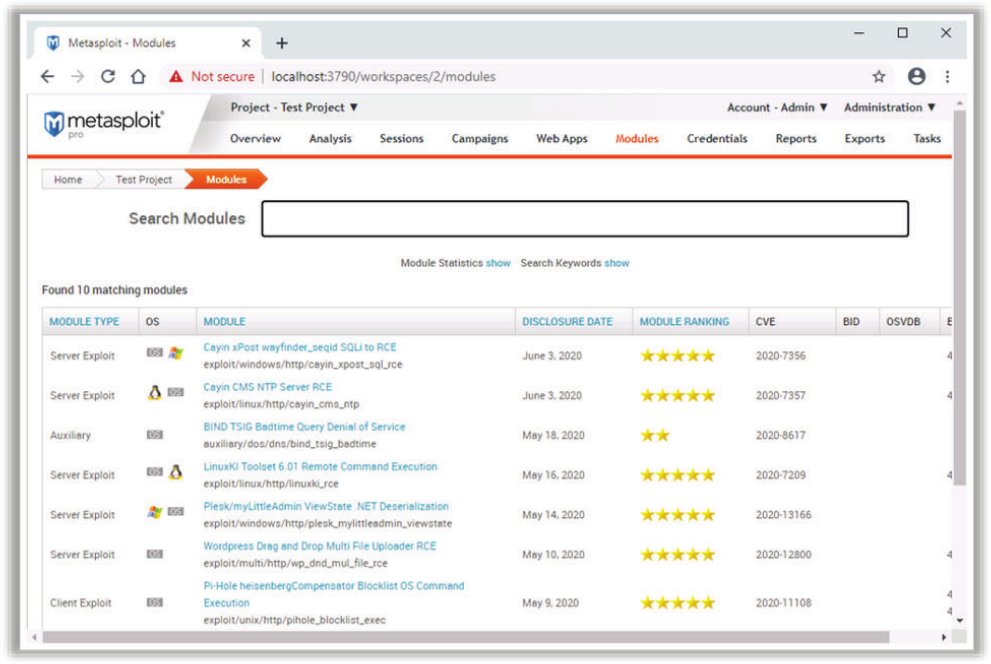 Metasploit - Modules
Not secure | localhost:3790/workspaces/2/modules
metasploit®
pro
Project - Test Project ▼
Account - Admin ▼ Administration ▼
Overview Analysis Sessions Campaigns Web Apps Modules Credentials Reports Exports Tasks
Home Test Project Modules
Search Modules
Module Statistics show Search Keywords show
Found 10 matching modules
MODULE TYPE OS MODULE DISCLOSURE DATE MODULE RANKING CVE BID OSVDB E
Server Exploit OS Cayin xPost wayfinder_seqid SQLi to RCE June 3, 2020 2020-7356 4
exploit/windows/http/cayin_xpost_sql_rce
Server Exploit OS Cayin CMS NTP Server RCE June 3, 2020 2020-7357 4
exploit/linux/http/cayin_cms_ntp
Auxiliary OS BIND TSIG Badtime Query Denial of Service May 18, 2020 2020-8617
auxiliary/dos/dns/bind_tsig_badtime
Server Exploit OS LinuxKI Toolset 6.01 Remote Command Execution May 16, 2020 2020-7209 4
exploit/linux/http/linuxki_rce
Server Exploit OS Plesk/myLittleAdmin ViewState .NET Deserialization May 14, 2020 2020-13166 4
exploit/windows/http/plesk_mylittleadmin_viewstate
Server Exploit OS Wordpress Drag and Drop Multi File Uploader RCE May 10, 2020 2020-12800 4
exploit/multi/http/wp_dnd_mul_file_rce
Client Exploit OS Pi-Hole heisenbergCompensator Blocklist OS Command May 9, 2020 2020-11108 4
Execution 4
exploit/unix/http/pihole_blocklist_exec